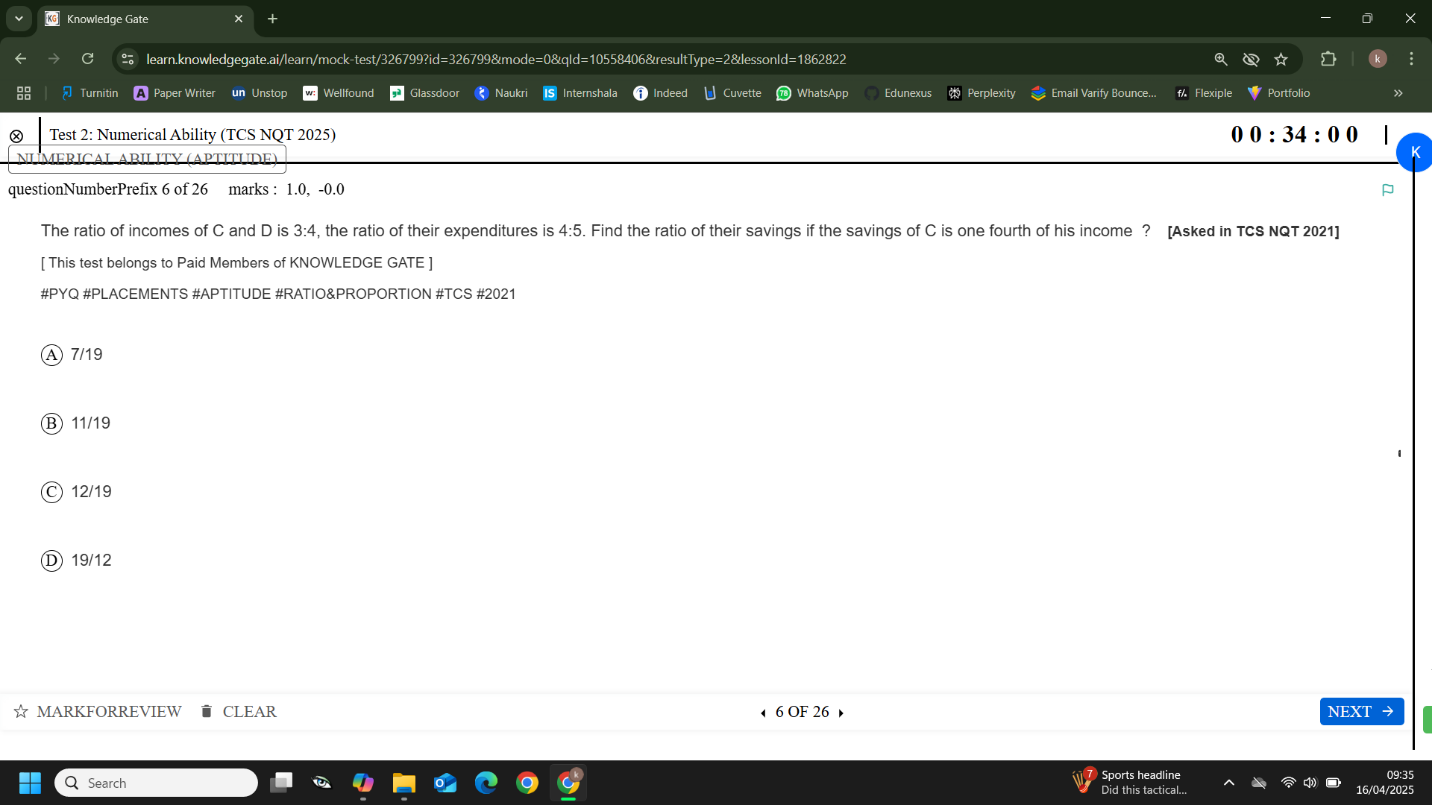 Knowledge Gate
learn.knowledgegate.ai/learn/mock-test/326799?id=326799&mode=0&qId=10558406&resultType=2&lessonId=1862822
k
Turnitin A Paper Writer un Unstop w: Wellfound Glassdoor Naukri IS Internshala Indeed Cuvette 78 WhatsApp Edunexus Perplexity Email Varify Bounce... f/. Flexiple Portfolio »
Test 2: Numerical Ability (TCS NQT 2025) 00:34:00
K
NUMERICAL ABILITY (APTITUDE)
questionNumberPrefix 6 of 26 marks : 1.0, -0.0
The ratio of incomes of C and D is 3:4, the ratio of their expenditures is 4:5. Find the ratio of their savings if the savings of C is one fourth of his income ? [Asked in TCS NQT 2021]
[ This test belongs to Paid Members of KNOWLEDGE GATE ]
#PYQ #PLACEMENTS #APTITUDE #RATIO&PROPORTION #TCS #2021
A 7/19
B 11/19
C 12/19
D 19/12
MARKFORREVIEW CLEAR 6 OF 26 NEXT
Search 7 Sports headline 09:35
Did this tactical... 16/04/2025